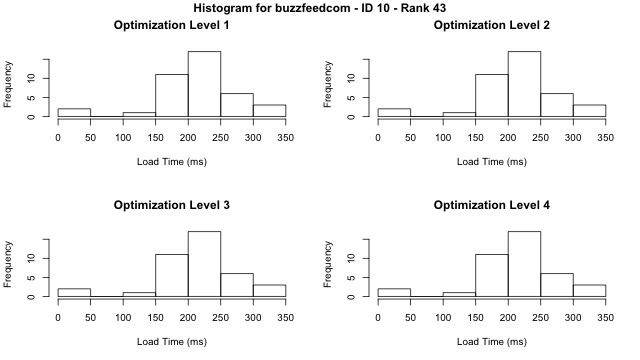 Histogram for buzzfeedcom - ID 10 - Rank 43
Optimization Level 1
Frequency
0 5 10
0 50 100 150 200 250 300 350
Load Time (ms)
Optimization Level 2
Frequency
0 5 10
0 50 100 150 200 250 300 350
Load Time (ms)
Optimization Level 3
Frequency
0 5 10
0 50 100 150 200 250 300 350
Load Time (ms)
Optimization Level 4
Frequency
0 5 10
0 50 100 150 200 250 300 350
Load Time (ms)